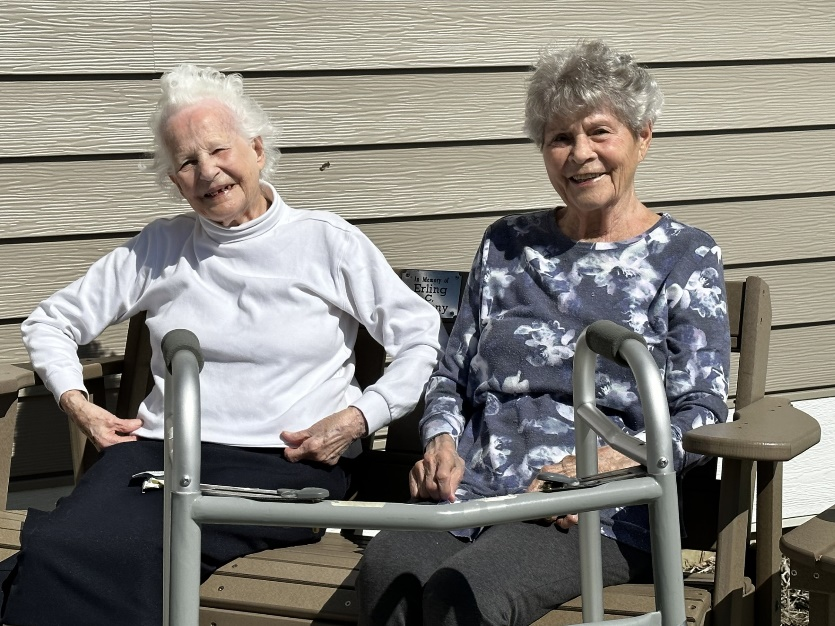 In Memory of
Erling
C.